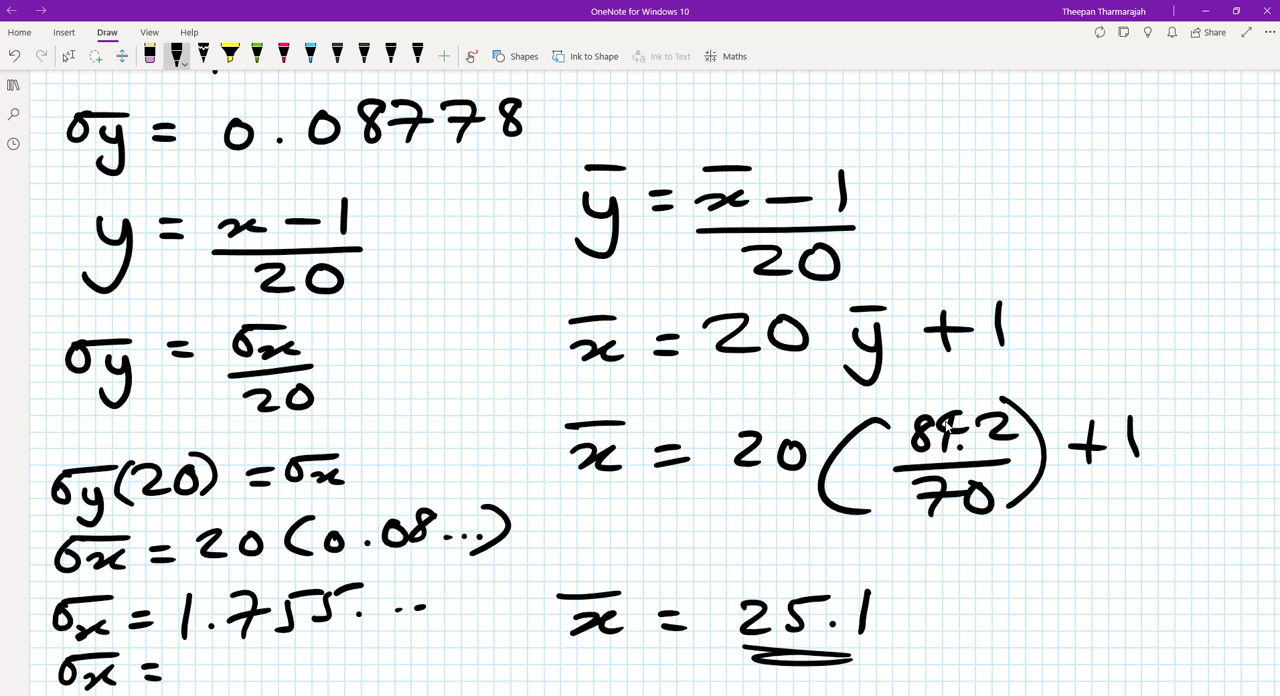 OneNote for Windows 10
Theepan Tharmarajah
Home Insert Draw View Help
Share
Shapes Ink to Shape Ink to Text Maths
σy = 0.08778
y = x − 1 / 20
σy = σx / 20
σy(20) = σx
σx = 20 (0.08...)
σx = 1.755...
σx =
y̅ = x̅ − 1 / 20
x̅ = 20 y̅ + 1
x̅ = 20 (84.2 / 70) + 1
x̅ = 25.1